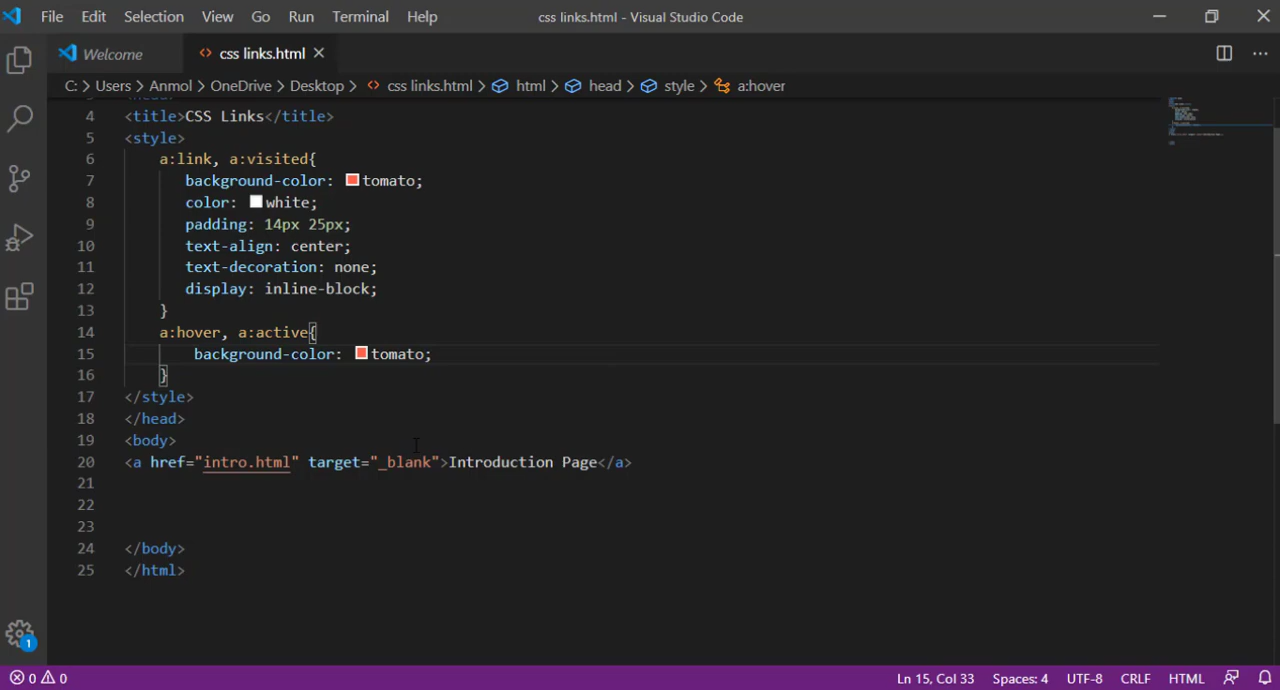 File Edit Selection View Go Run Terminal Help css links.html - Visual Studio Code
Welcome css links.html
C: > Users > Anmol > OneDrive > Desktop > css links.html > html > head > style > a:hover
4 <title>CSS Links</title>
5 <style>
6 a:link, a:visited{
7 background-color: tomato;
8 color: white;
9 padding: 14px 25px;
10 text-align: center;
11 text-decoration: none;
12 display: inline-block;
13 }
14 a:hover, a:active{
15 background-color: tomato;
16 }
17 </style>
18 </head>
19 <body>
20 <a href="intro.html" target="_blank">Introduction Page</a>
21
22
23
24 </body>
25 </html>
1
0 0 Ln 15, Col 33 Spaces: 4 UTF-8 CRLF HTML